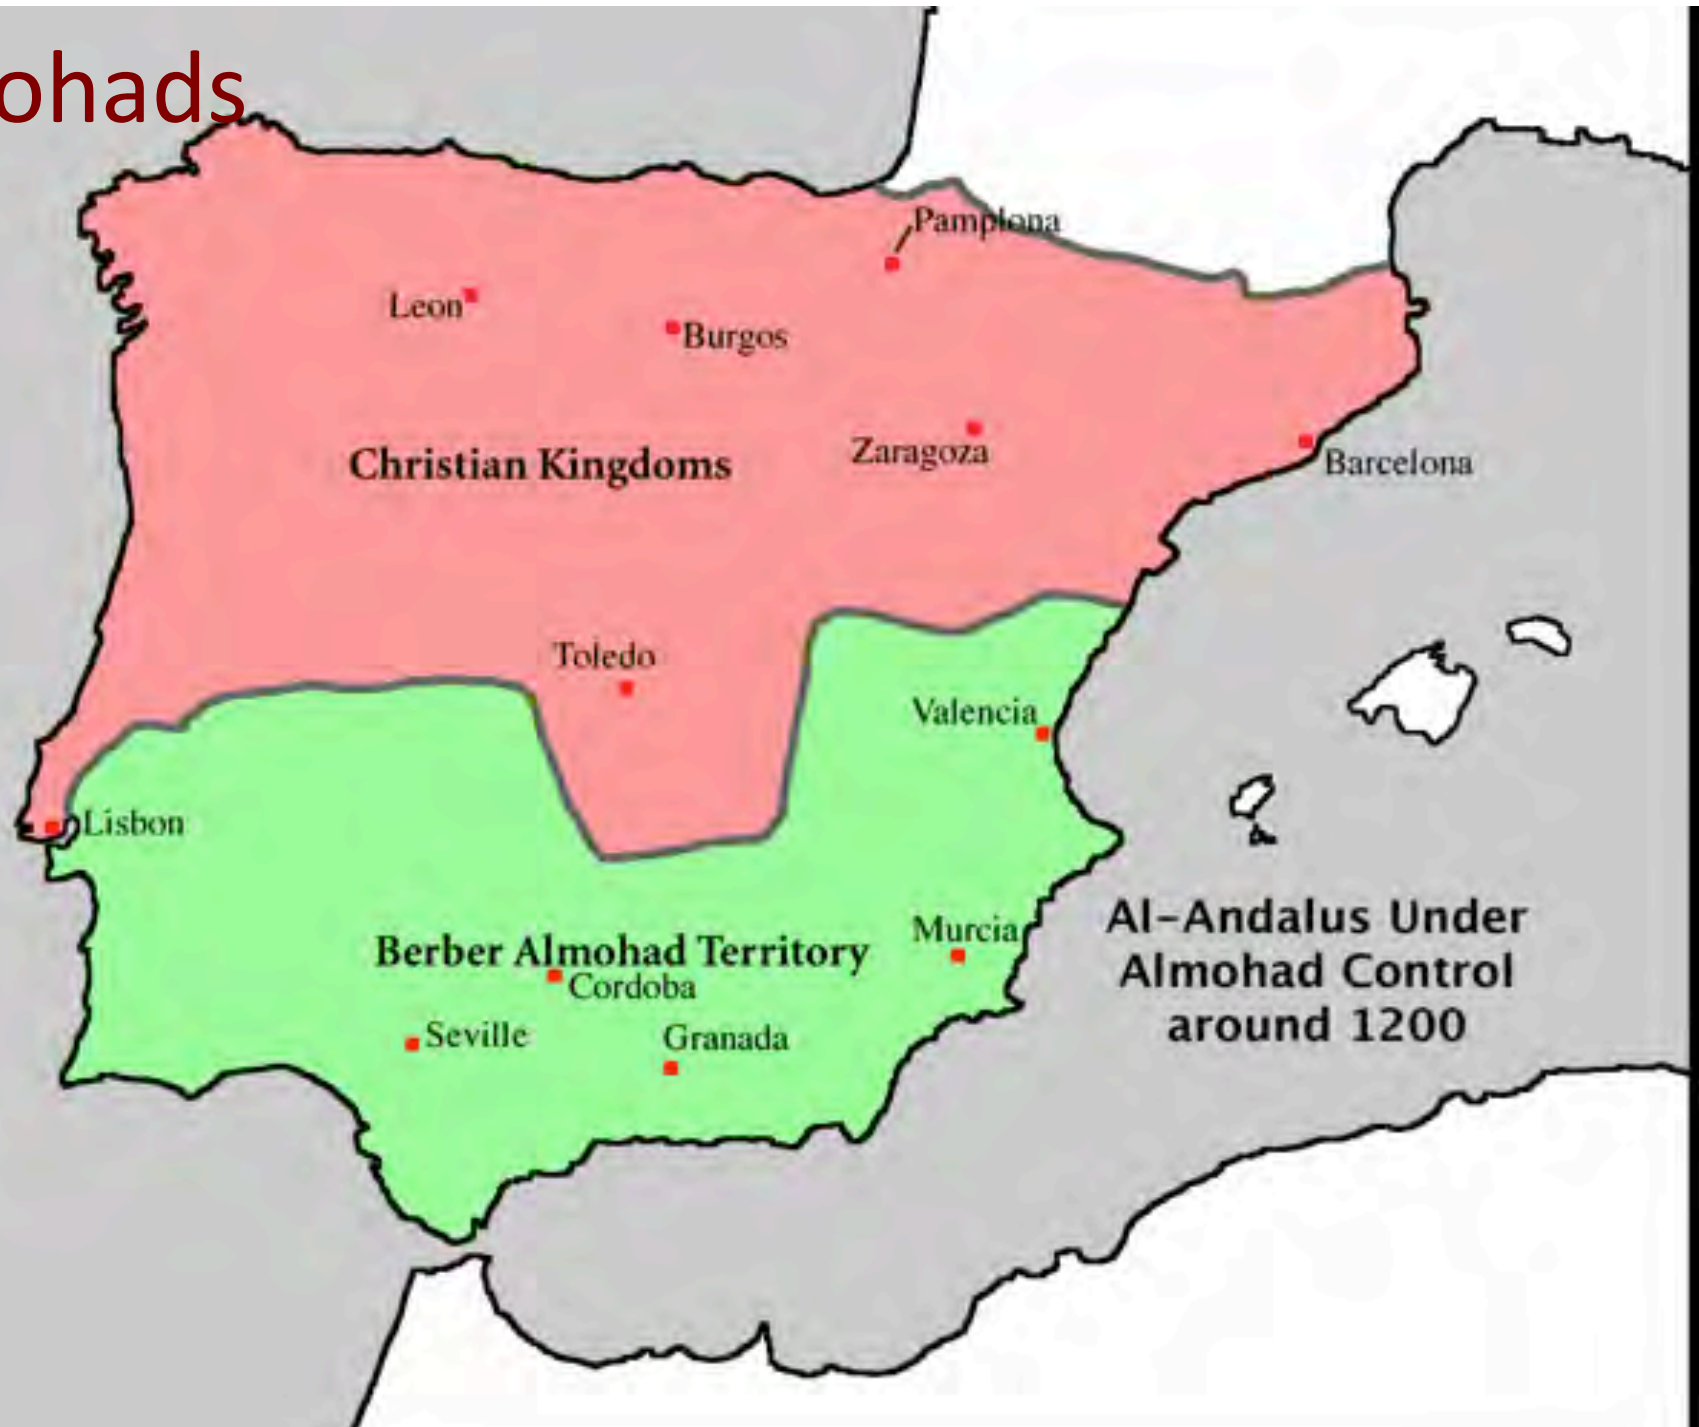 ohads
Pamplona
Leon
Burgos
Christian Kingdoms
Zaragoza
Barcelona
Toledo
Valencia
Lisbon
Berber Almohad Territory
Murcia
Cordoba
Seville
Granada
Al-Andalus Under
Almohad Control
around 1200